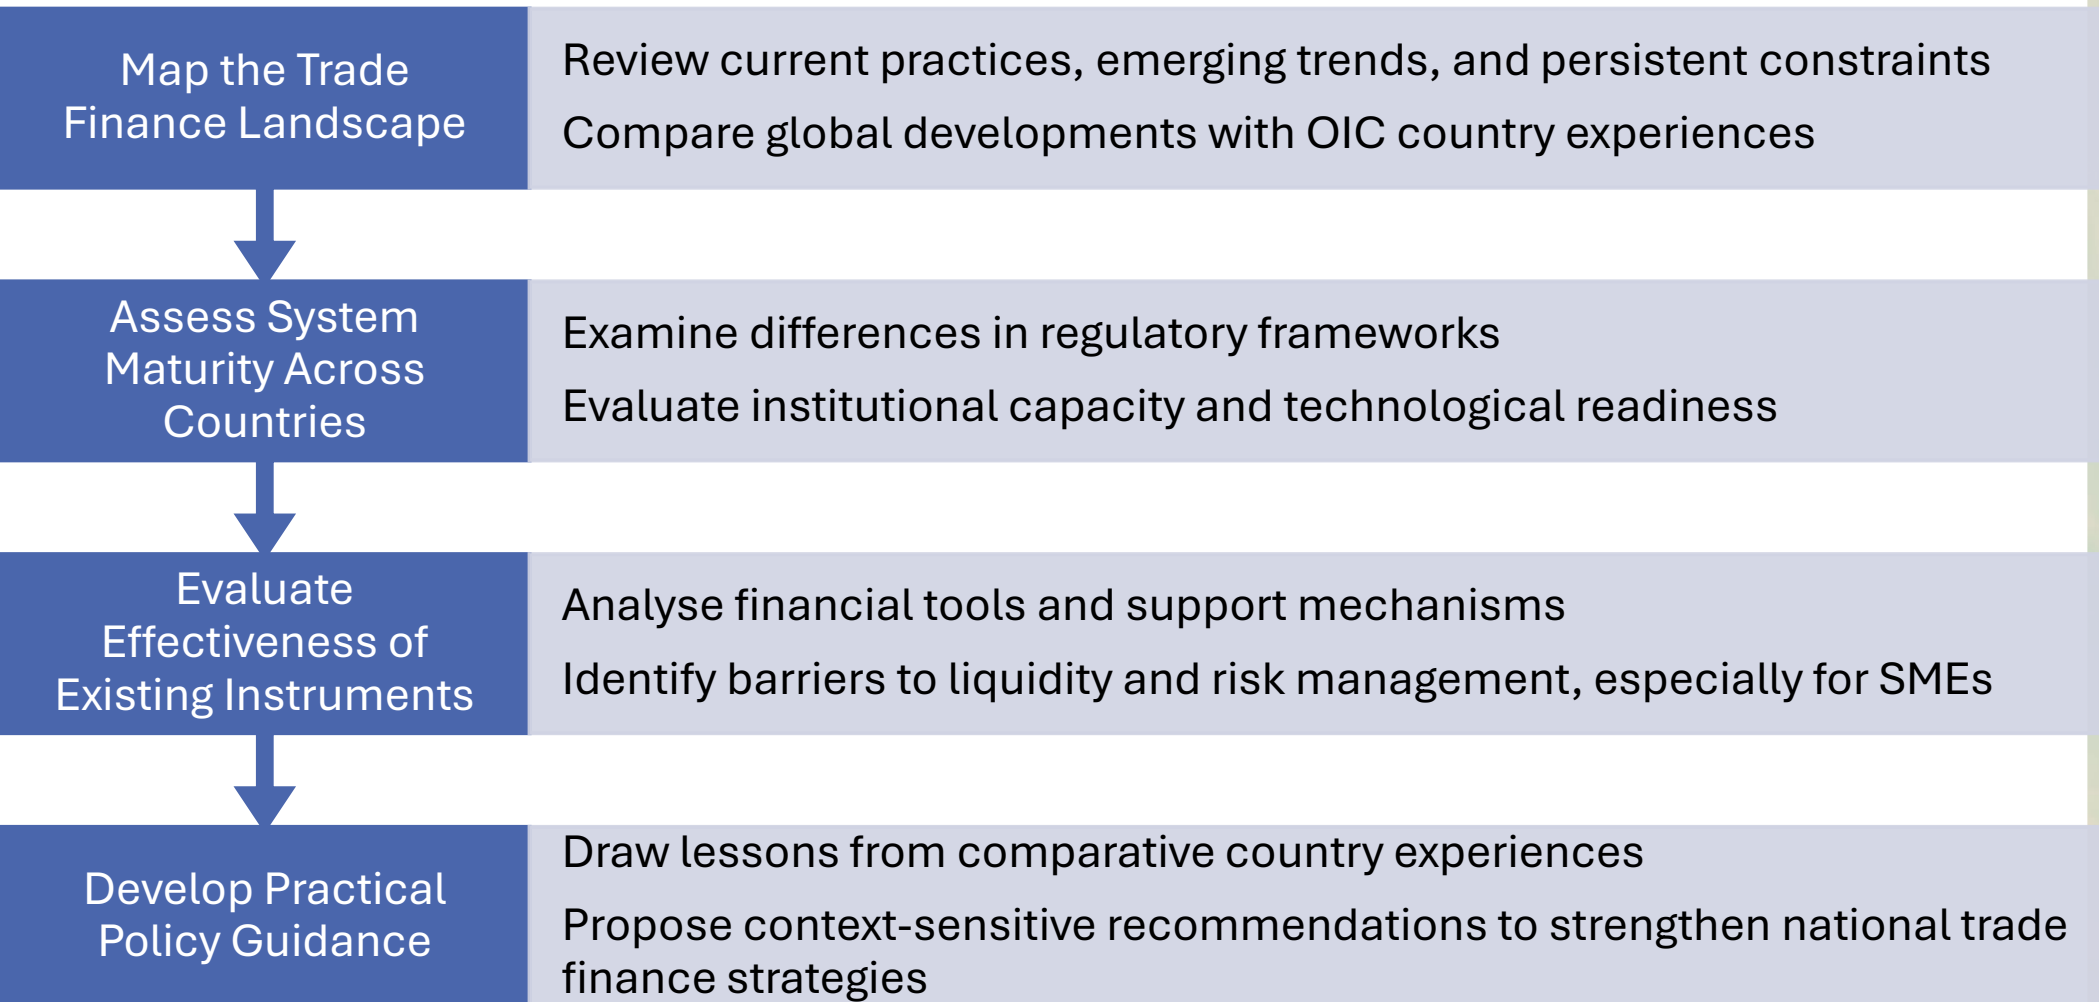 Map the Trade
Finance Landscape
Review current practices, emerging trends, and persistent constraints
Compare global developments with OIC country experiences
Assess System
Maturity Across
Countries
Examine differences in regulatory frameworks
Evaluate institutional capacity and technological readiness
Evaluate
Effectiveness of
Existing Instruments
Analyse financial tools and support mechanisms
Identify barriers to liquidity and risk management, especially for SMEs
Develop Practical
Policy Guidance
Draw lessons from comparative country experiences
Propose context-sensitive recommendations to strengthen national trade
finance strategies